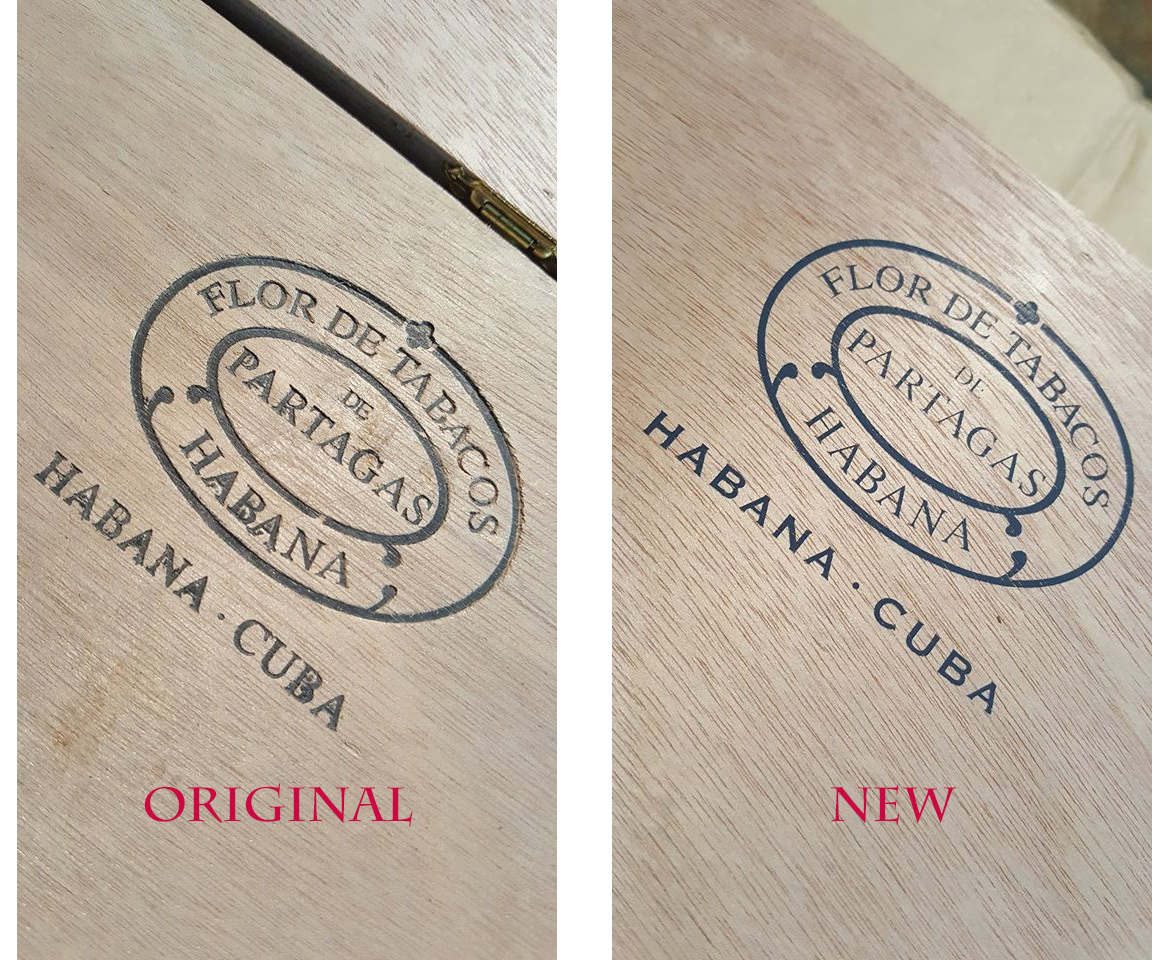 FLOR DE TABACOS
DE
PARTAGAS
HABANA
HABANA · CUBA
ORIGINAL
FLOR DE TABACOS
DE
PARTAGAS
HABANA
HABANA · CUBA
NEW